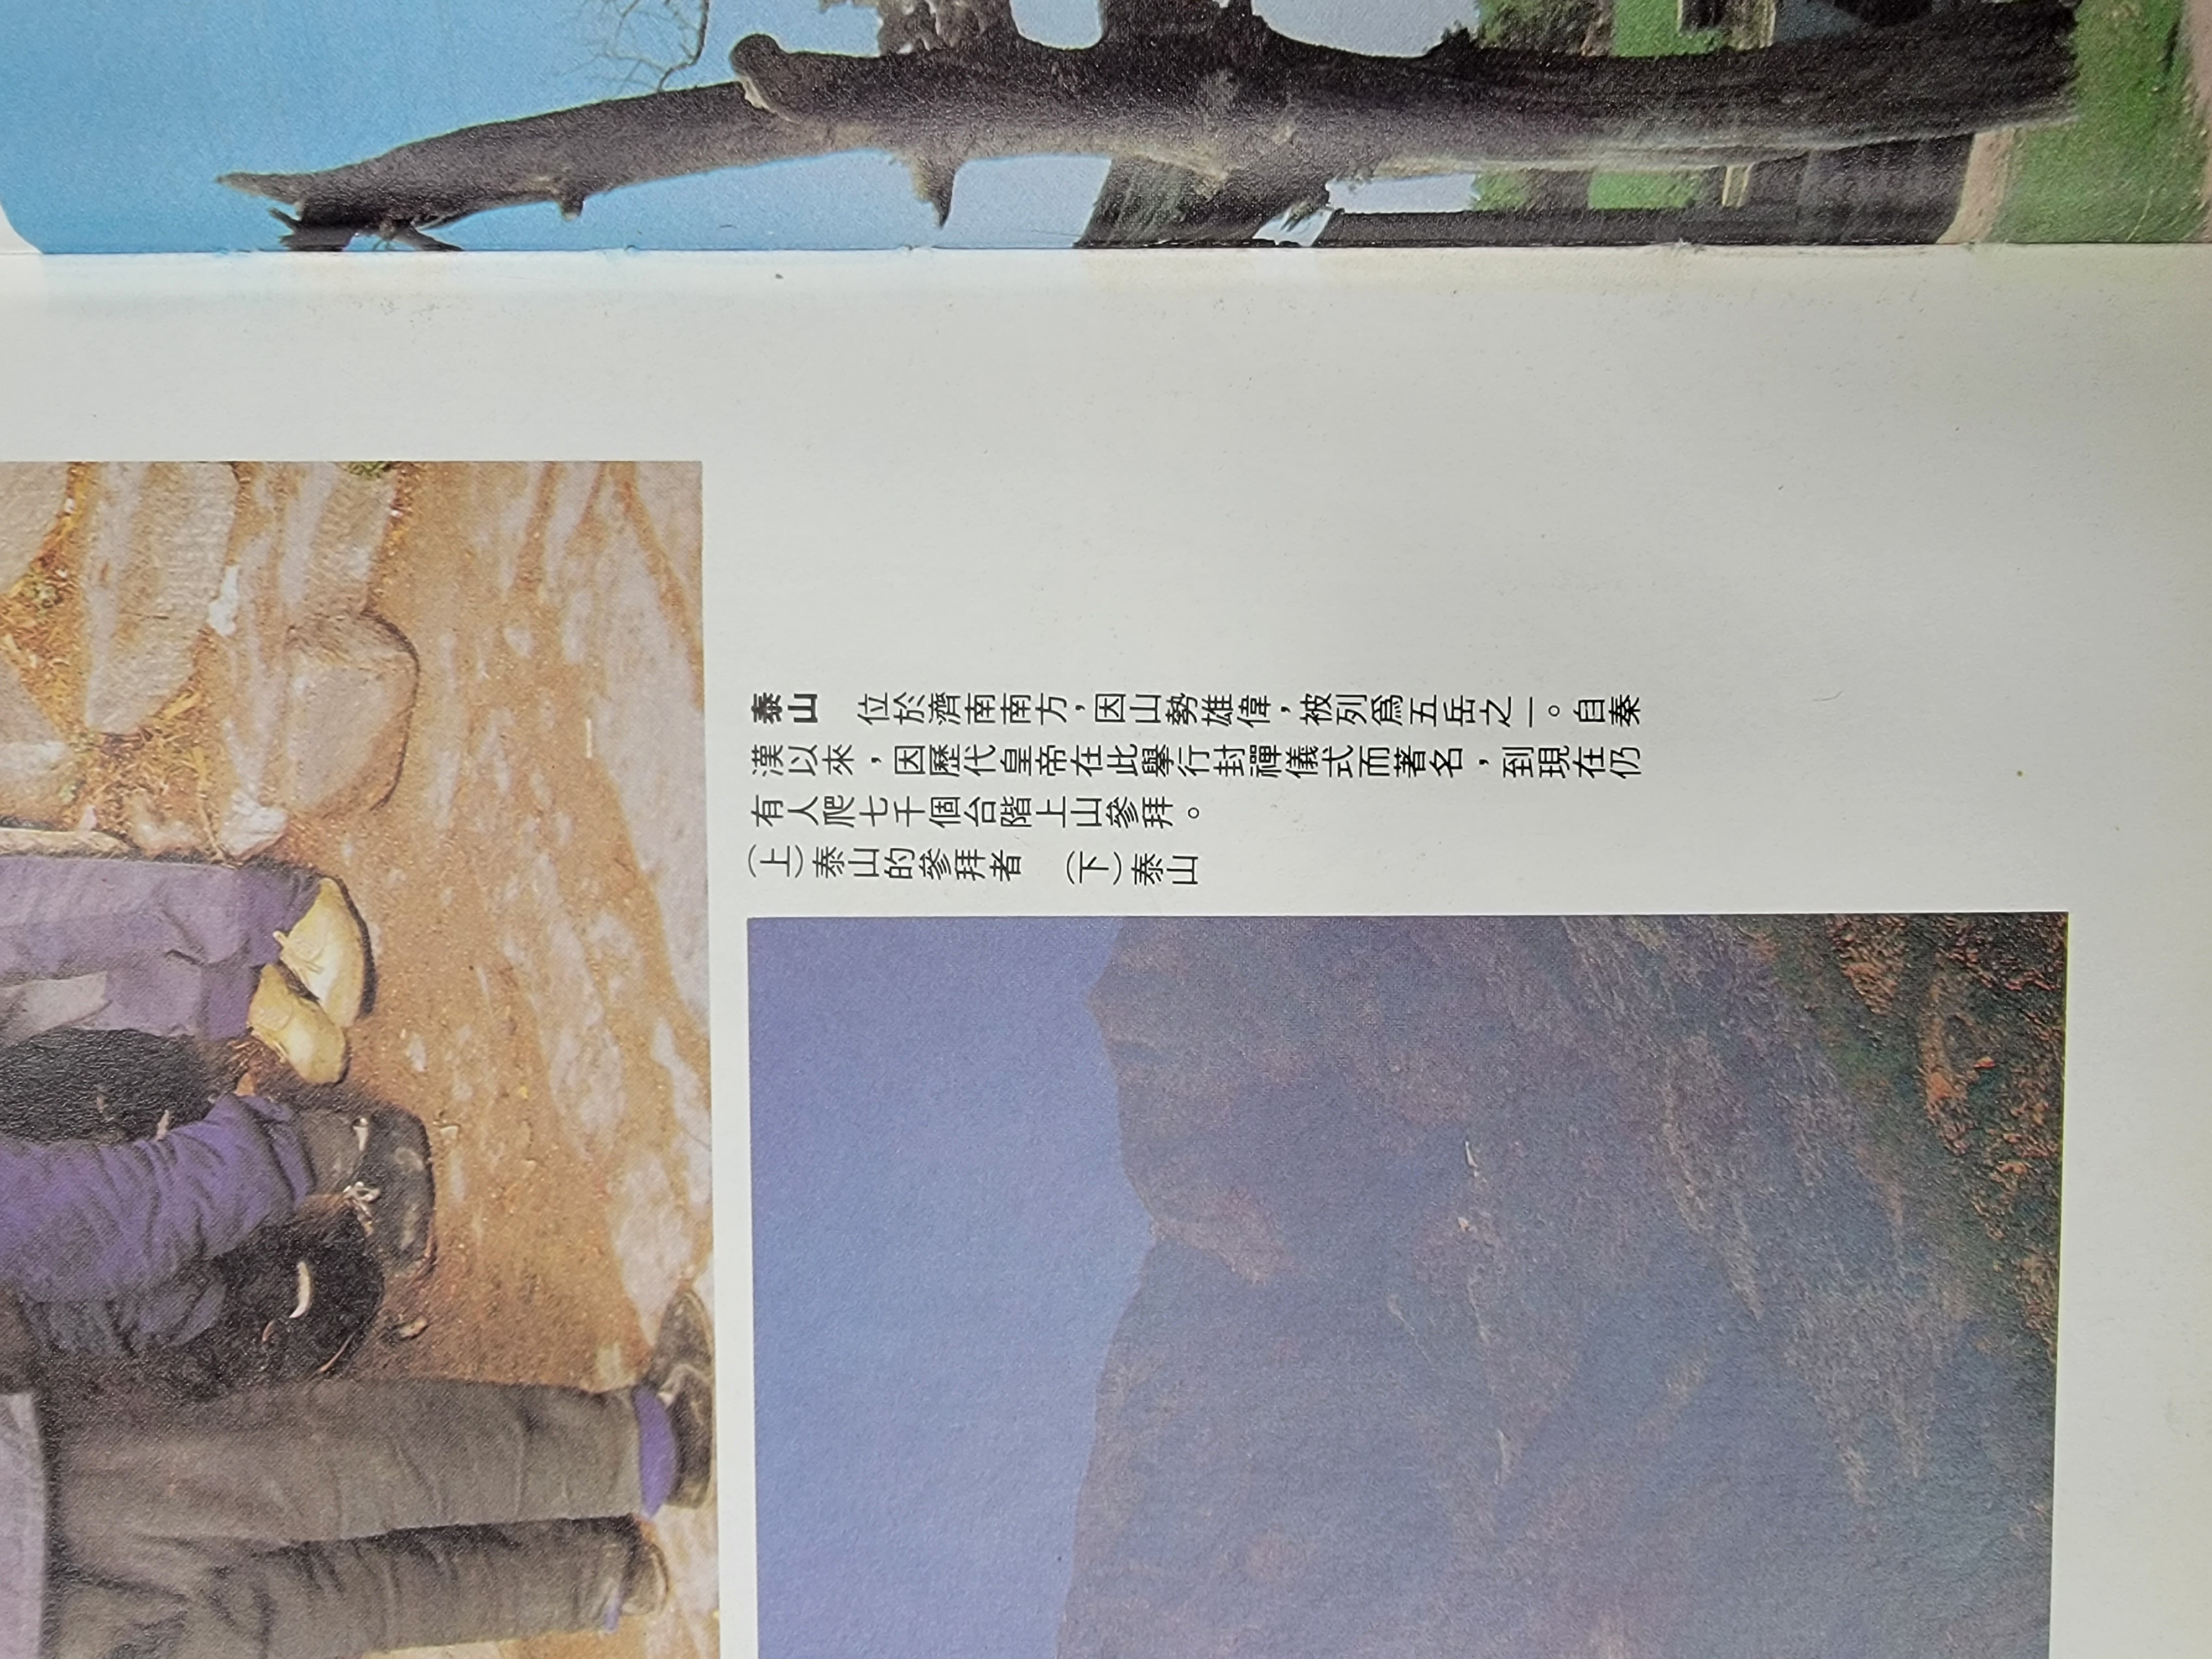 泰山　位於濟南南方，因山勢雄偉，被列爲五岳之一。自秦
漢以來，因歷代皇帝在此擧行封禪儀式而著名，到現在仍
有人爬七千個台階上山參拜。
（上）泰山的參拜者　（下）泰山